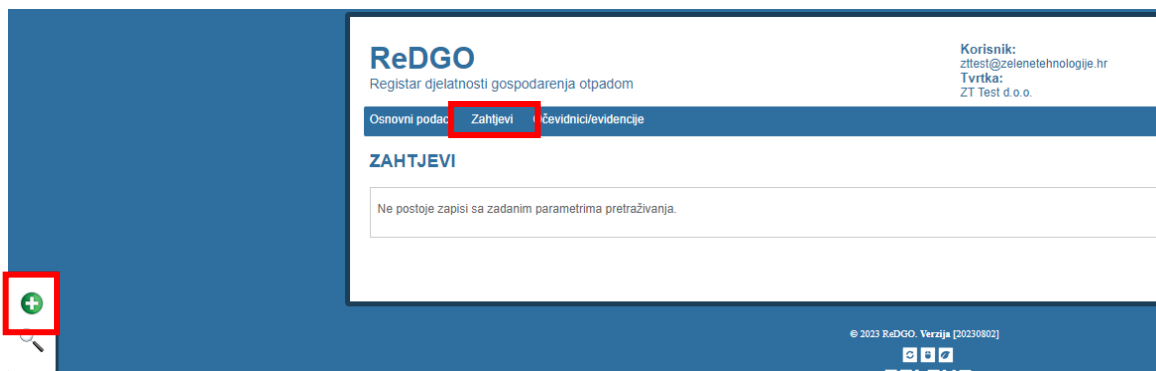 ReDGO
Registar djelatnosti gospodarenja otpadom
Korisnik:
zttest@zelenetehnologije.hr
Tvrtka:
ZT Test d.o.o.
Osnovni podac Zahtjevi Očevidnici/evidencije
ZAHTJEVI
Ne postoje zapisi sa zadanim parametrima pretraživanja.
© 2023 ReDGO. Verzija [20230802]